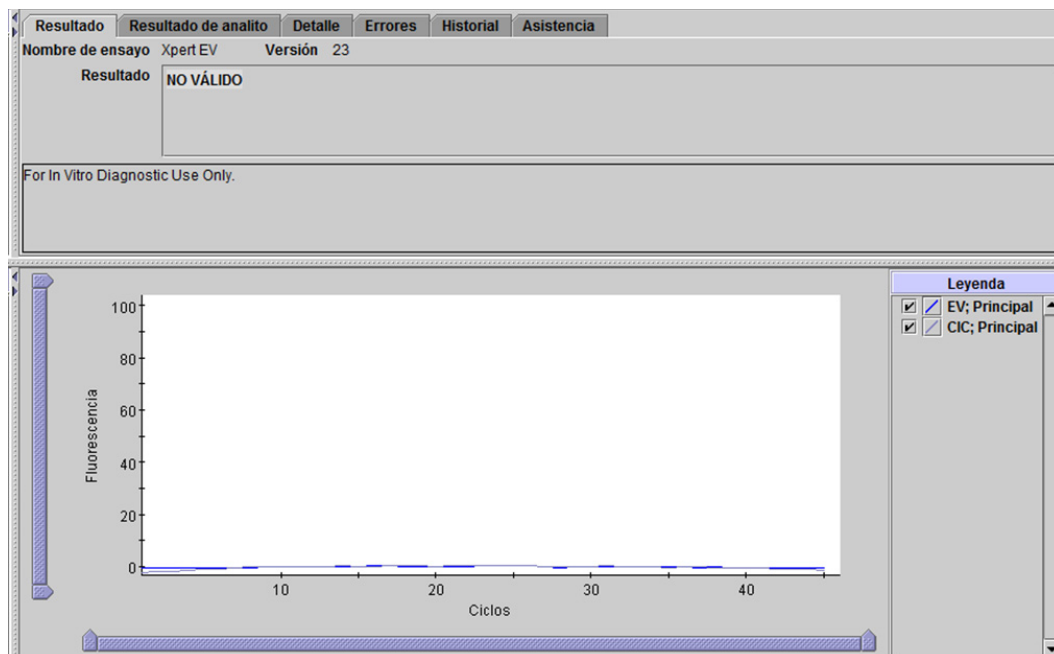 Resultado Resultado de analito Detalle Errores Historial Asistencia
Nombre de ensayo Xpert EV Versión 23
Resultado NO VÁLIDO
For In Vitro Diagnostic Use Only.
Leyenda
EV; Principal
CIC; Principal
100
80
60
40
20
0
Fluorescencia
10 20 30 40
Ciclos